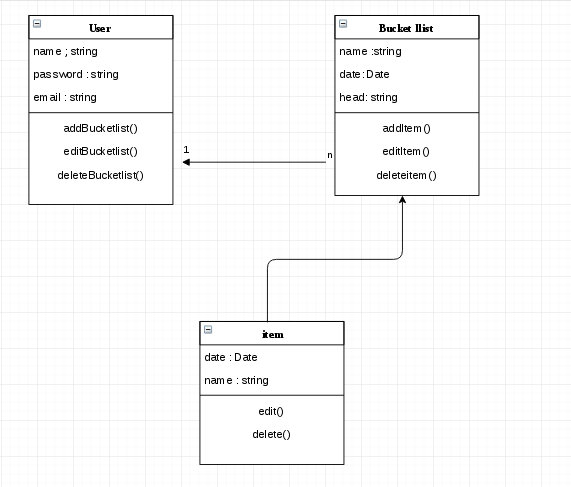 User
name ; string
password : string
email : string
addBucketlist()
editBucketlist()
deleteBucketlist()
1
n
Bucket llist
name :string
date: Date
head: string
addItem()
editItem()
deleteitem()
item
date : Date
name : string
edit()
delete()